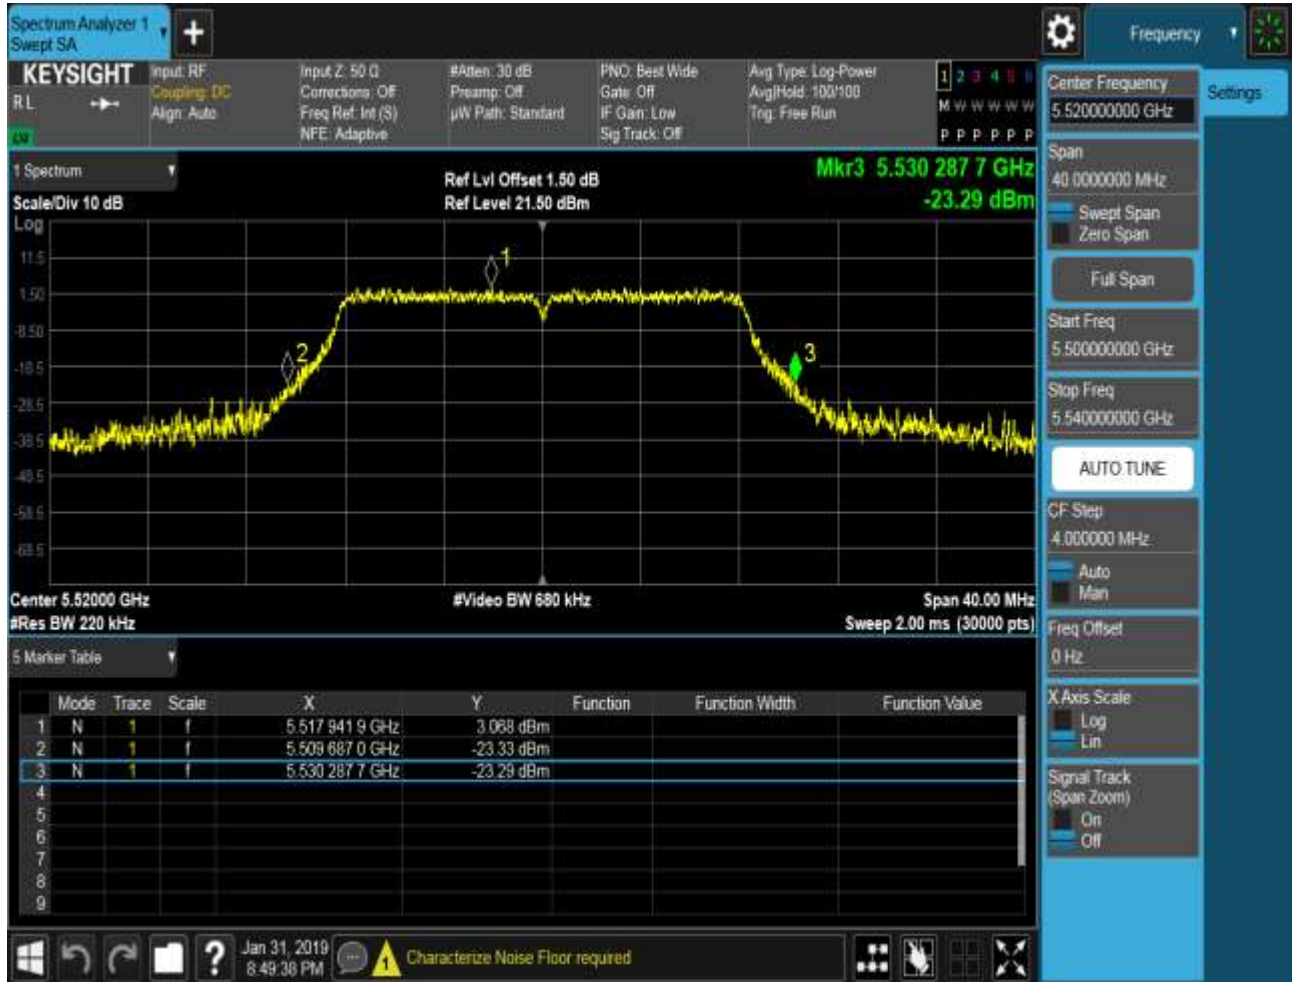 Spectrum Analyzer 1
Swept SA
+
Frequency
KEYSIGHT
RL
Input: RF
Coupling: DC
Align: Auto
Input Z: 50 Ω
Corrections: Off
Freq Ref: Int (S)
NFE: Adaptive
#Atten: 30 dB
Preamp: Off
µW Path: Standard
PNO: Best Wide
Gate: Off
IF Gain: Low
Sig Track: Off
Avg Type: Log-Power
Avg|Hold: 100/100
Trig: Free Run
1 2 3 4 5 6
M W W W W W
P P P P P P
1 Spectrum
Scale/Div 10 dB
Ref Lvl Offset 1.50 dB
Ref Level 21.50 dBm
Mkr3 5.530 287 7 GHz
-23.29 dBm
Log
11.5
1.50
-8.50
-18.5
-28.5
-38.5
-48.5
-58.5
-68.5
1
2
3
Center 5.52000 GHz
#Video BW 680 kHz
Span 40.00 MHz
#Res BW 220 kHz
Sweep 2.00 ms (30000 pts)
5 Marker Table
Mode Trace Scale X Y Function Function Width Function Value
1 N 1 f 5.517 941 9 GHz 3.068 dBm
2 N 1 f 5.509 687 0 GHz -23.33 dBm
3 N 1 f 5.530 287 7 GHz -23.29 dBm
4
5
6
7
8
9
Center Frequency
5.520000000 GHz
Settings
Span
40.0000000 MHz
Swept Span
Zero Span
Full Span
Start Freq
5.500000000 GHz
Stop Freq
5.540000000 GHz
AUTO TUNE
CF Step
4.000000 MHz
Auto
Man
Freq Offset
0 Hz
X Axis Scale
Log
Lin
Signal Track
(Span Zoom)
On
Off
?
Jan 31, 2019
8:49:38 PM
1
Characterize Noise Floor required